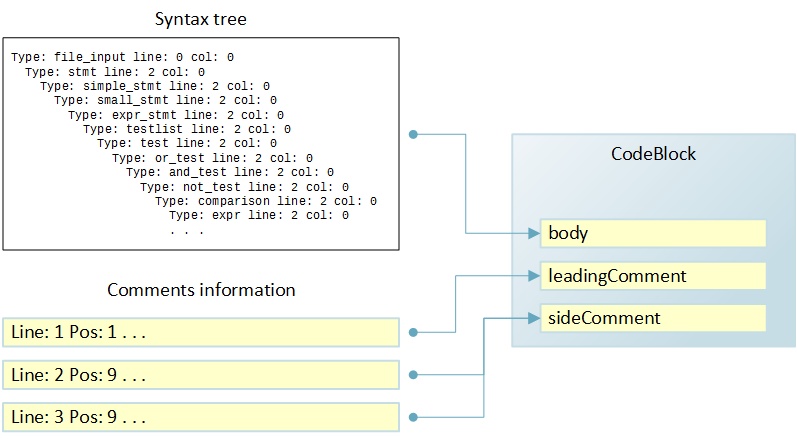 Syntax tree
Type: file_input line: 0 col: 0
Type: stmt line: 2 col: 0
Type: simple_stmt line: 2 col: 0
Type: small_stmt line: 2 col: 0
Type: expr_stmt line: 2 col: 0
Type: testlist line: 2 col: 0
Type: test line: 2 col: 0
Type: or_test line: 2 col: 0
Type: and_test line: 2 col: 0
Type: not_test line: 2 col: 0
Type: comparison line: 2 col: 0
Type: expr line: 2 col: 0
. . .
Comments information
Line: 1 Pos: 1 . . .
Line: 2 Pos: 9 . . .
Line: 3 Pos: 9 . . .
CodeBlock
body
leadingComment
sideComment